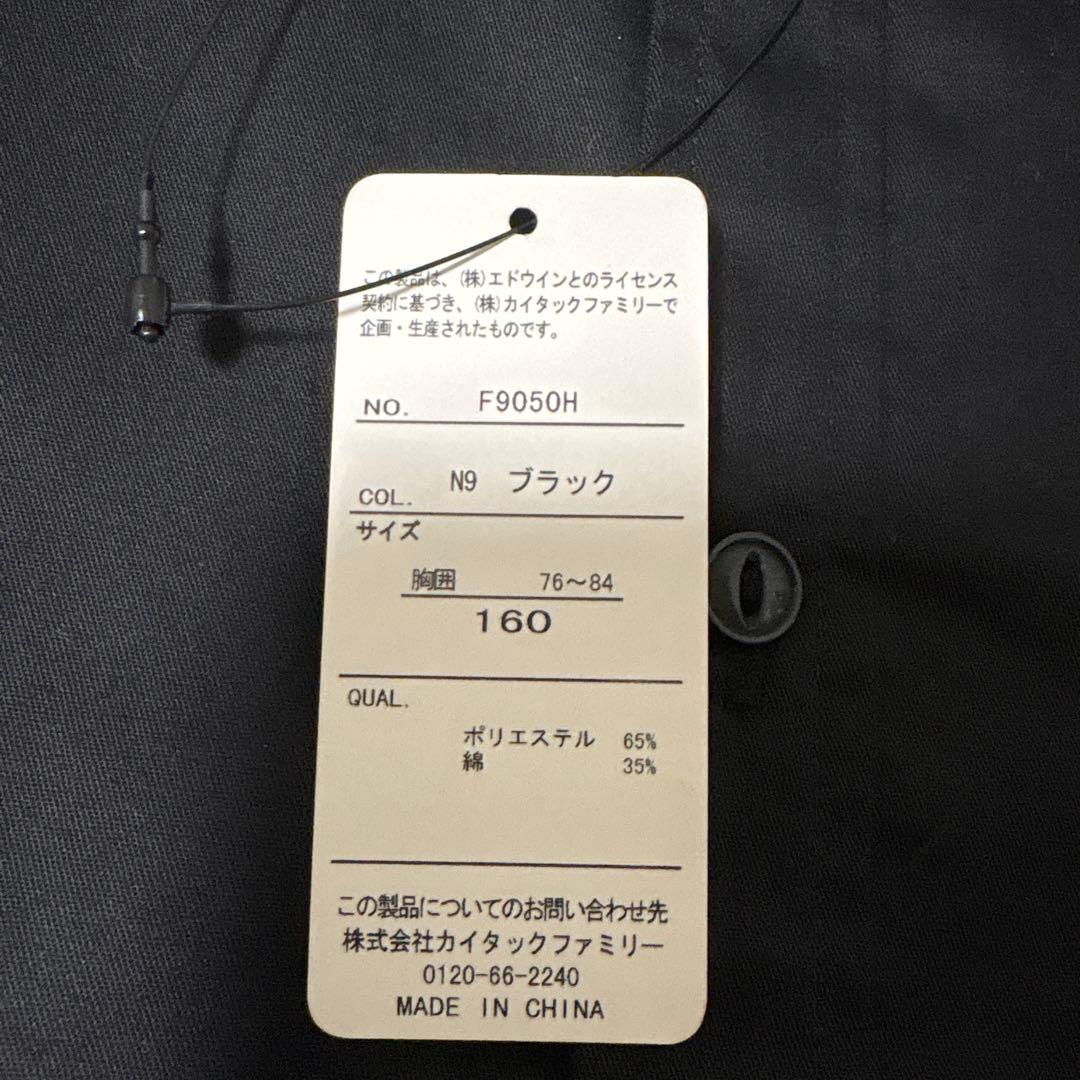 この製品は、(株)エドウインとのライセンス
契約に基づき、(株)カイタックファミリーで
企画・生産されたものです。
NO. F9050H
COL. N9 ブラック
サイズ
胸囲 76～84
160
QUAL.
ポリエステル 65%
綿 35%
この製品についてのお問い合わせ先
株式会社カイタックファミリー
0120-66-2240
MADE IN CHINA